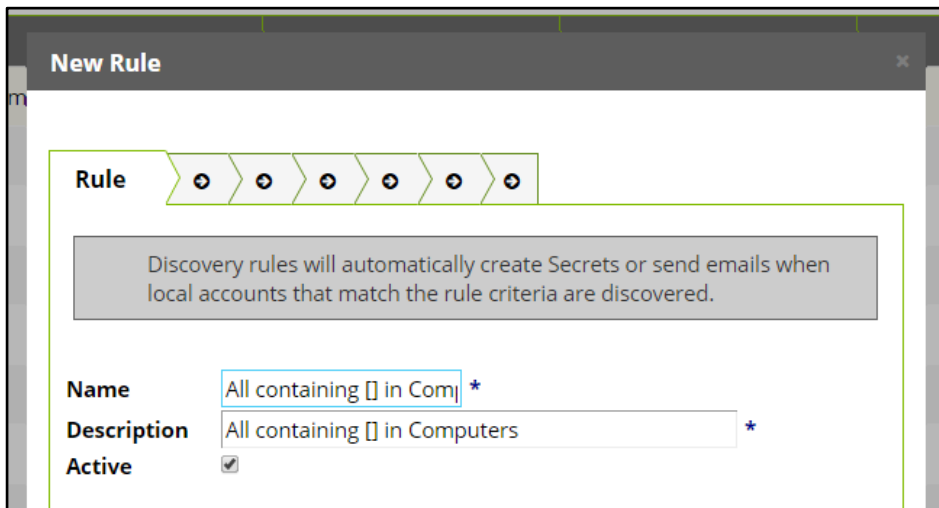 New Rule
m
Rule
Discovery rules will automatically create Secrets or send emails when
local accounts that match the rule criteria are discovered.
Name All containing [] in Comp *
Description All containing [] in Computers *
Active